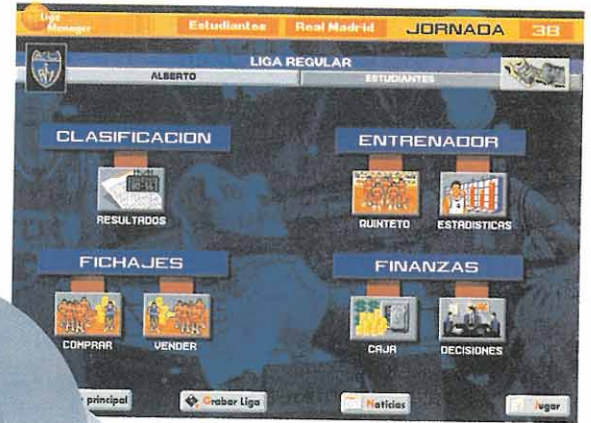 Liga
Manager
Estudiantes Real Madrid JORNADA 38
LIGA REGULAR
ALBERTO ESTUDIANTES
CLASIFICACION ENTRENADOR
RESULTADOS QUINTETO ESTADISTICAS
FICHAJES FINANZAS
COMPRAR VENDER CAJA DECISIONES
principal Grabar Liga Noticias Jugar